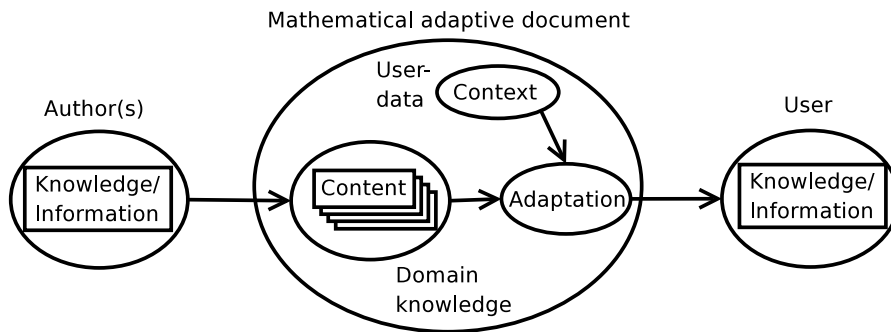 Mathematical adaptive document
User-
data
Context
Author(s)
User
Knowledge/
Information
Content
Adaptation
Knowledge/
Information
Domain
knowledge